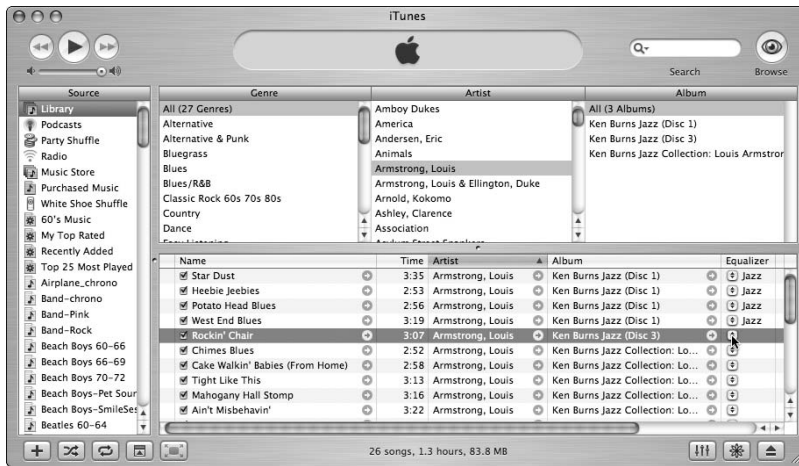 iTunes
Search
Browse
Source
Library
Podcasts
Party Shuffle
Radio
Music Store
Purchased Music
White Shoe Shuffle
60's Music
My Top Rated
Recently Added
Top 25 Most Played
Airplane_chrono
Band-chrono
Band-Pink
Band-Rock
Beach Boys 60-66
Beach Boys 66-69
Beach Boys 70-72
Beach Boys-Pet Sour
Beach Boys-SmileSes
Beatles 60-64
Genre
All (27 Genres)
Alternative
Alternative & Punk
Bluegrass
Blues
Blues/R&B
Classic Rock 60s 70s 80s
Country
Dance
Easy Listening
Artist
Amboy Dukes
America
Andersen, Eric
Animals
Armstrong, Louis
Armstrong, Louis & Ellington, Duke
Arnold, Kokomo
Ashley, Clarence
Association
Album
All (3 Albums)
Ken Burns Jazz (Disc 1)
Ken Burns Jazz (Disc 3)
Ken Burns Jazz Collection: Louis Armstror
Name Time Artist Album Equalizer
Star Dust 3:35 Armstrong, Louis Ken Burns Jazz (Disc 1) Jazz
Heebie Jeebies 2:53 Armstrong, Louis Ken Burns Jazz (Disc 1) Jazz
Potato Head Blues 2:56 Armstrong, Louis Ken Burns Jazz (Disc 1) Jazz
West End Blues 3:19 Armstrong, Louis Ken Burns Jazz (Disc 1) Jazz
Rockin' Chair 3:07 Armstrong, Louis Ken Burns Jazz (Disc 3)
Chimes Blues 2:52 Armstrong, Louis Ken Burns Jazz Collection: Lo...
Cake Walkin' Babies (From Home) 2:58 Armstrong, Louis Ken Burns Jazz Collection: Lo...
Tight Like This 3:13 Armstrong, Louis Ken Burns Jazz Collection: Lo...
Mahogany Hall Stomp 3:16 Armstrong, Louis Ken Burns Jazz Collection: Lo...
Ain't Misbehavin' 3:22 Armstrong, Louis Ken Burns Jazz Collection: Lo...
26 songs, 1.3 hours, 83.8 MB